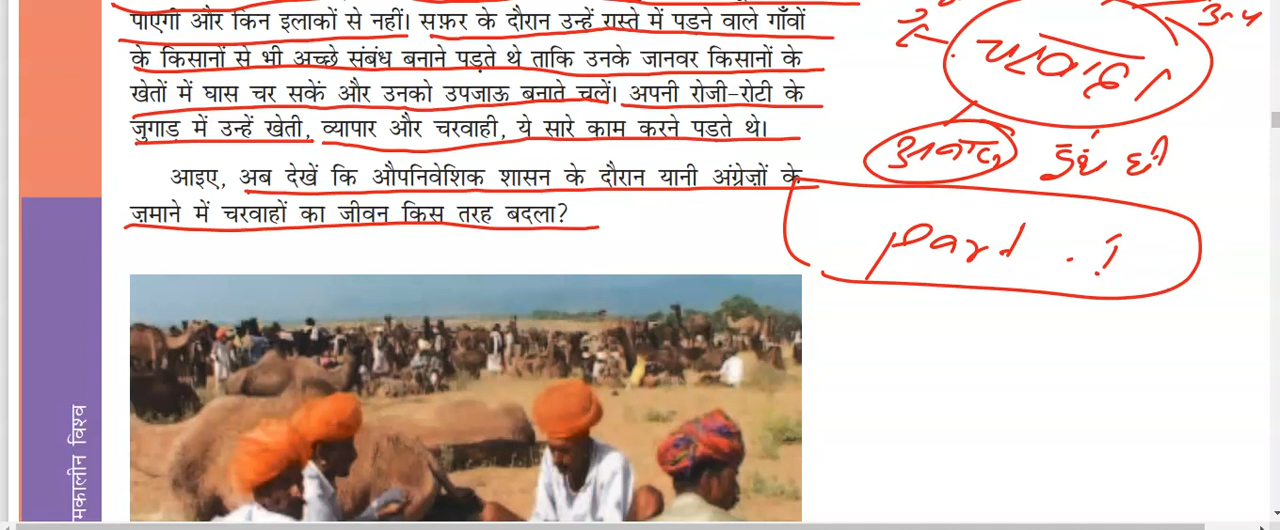 पाएगी और किन इलाकों से नहीं। सफ़र के दौरान उन्हें रास्ते में पड़ने वाले गाँवों
के किसानों से भी अच्छे संबंध बनाने पड़ते थे ताकि उनके जानवर किसानों के
खेतों में घास चर सकें और उनको उपजाऊ बनाते चलें। अपनी रोजी-रोटी के
जुगाड़ में उन्हें खेती, व्यापार और चरवाही, ये सारे काम करने पड़ते थे।
आइए, अब देखें कि औपनिवेशिक शासन के दौरान यानी अंग्रेज़ों के
ज़माने में चरवाहों का जीवन किस तरह बदला?
चरवाहा
Part . 1
मकालीन विश्व